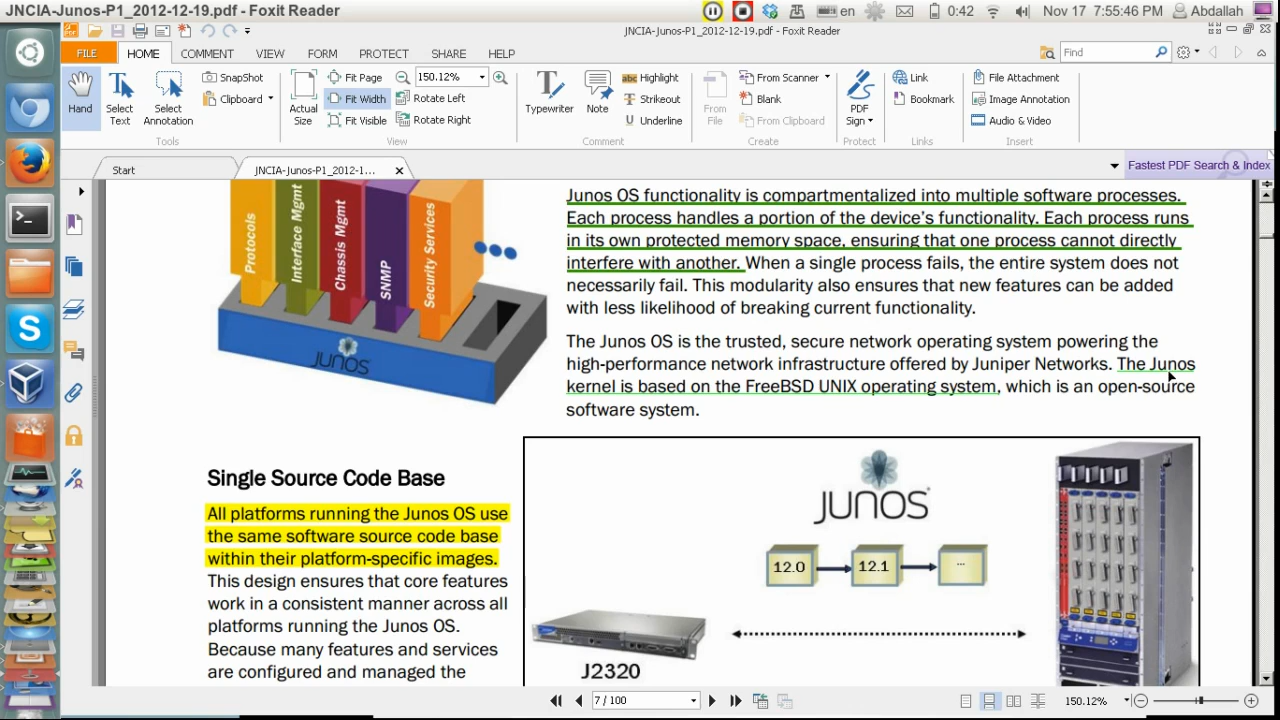 JNCIA-Junos-P1_2012-12-19.pdf - Foxit Reader
en
0:42
Nov 17 7:55:46 PM
Abdallah
JNCIA-Junos-P1_2012-12-19.pdf - Foxit Reader
FILE HOME COMMENT VIEW FORM PROTECT SHARE HELP
Find
Hand
Select Text
Select Annotation
SnapShot
Clipboard
Tools
Actual Size
Fit Page
Fit Width
Fit Visible
150.12%
Rotate Left
Rotate Right
View
Typewriter
Note
Highlight
Strikeout
Underline
Comment
From File
From Scanner
Blank
From Clipboard
Create
PDF Sign
Protect
Link
Bookmark
Links
File Attachment
Image Annotation
Audio & Video
Insert
Start
JNCIA-Junos-P1_2012-1...
Fastest PDF Search & Index
Protocols
Interface Mgmt
Chassis Mgmt
SNMP
Security Services
JUNOS
Junos OS functionality is compartmentalized into multiple software processes.
Each process handles a portion of the device's functionality. Each process runs
in its own protected memory space, ensuring that one process cannot directly
interfere with another. When a single process fails, the entire system does not
necessarily fail. This modularity also ensures that new features can be added
with less likelihood of breaking current functionality.
The Junos OS is the trusted, secure network operating system powering the
high-performance network infrastructure offered by Juniper Networks. The Junos
kernel is based on the FreeBSD UNIX operating system, which is an open-source
software system.
Single Source Code Base
All platforms running the Junos OS use
the same software source code base
within their platform-specific images.
This design ensures that core features
work in a consistent manner across all
platforms running the Junos OS.
Because many features and services
are configured and managed the
JUNOS
12.0
12.1
...
J2320
7 / 100
150.12%